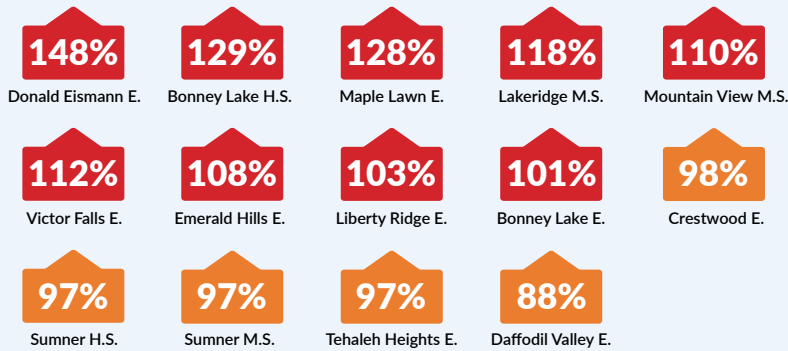 148% 129% 128% 118% 110%
Donald Eismann E. Bonney Lake H.S. Maple Lawn E. Lakeridge M.S. Mountain View M.S.
112% 108% 103% 101% 98%
Victor Falls E. Emerald Hills E. Liberty Ridge E. Bonney Lake E. Crestwood E.
97% 97% 97% 88%
Sumner H.S. Sumner M.S. Tehaleh Heights E. Daffodil Valley E.